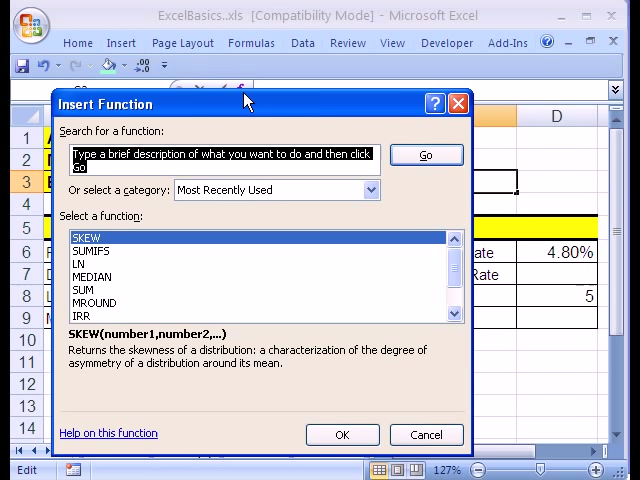 ExcelBasics..xls [Compatibility Mode] - Microsoft Excel
Home Insert Page Layout Formulas Data Review View Developer Add-Ins
Insert Function
Search for a function:
Type a brief description of what you want to do and then click
Go
Go
Or select a category: Most Recently Used
Select a function:
SKEW
SUMIFS
LN
MEDIAN
SUM
MROUND
IRR
SKEW(number1,number2,...)
Returns the skewness of a distribution: a characterization of the degree of
asymmetry of a distribution around its mean.
Help on this function
OK Cancel
D
1
2
3
4
5
6 ate 4.80%
7 Rate
8 5
9
10
11
12
13
14
Edit 127%